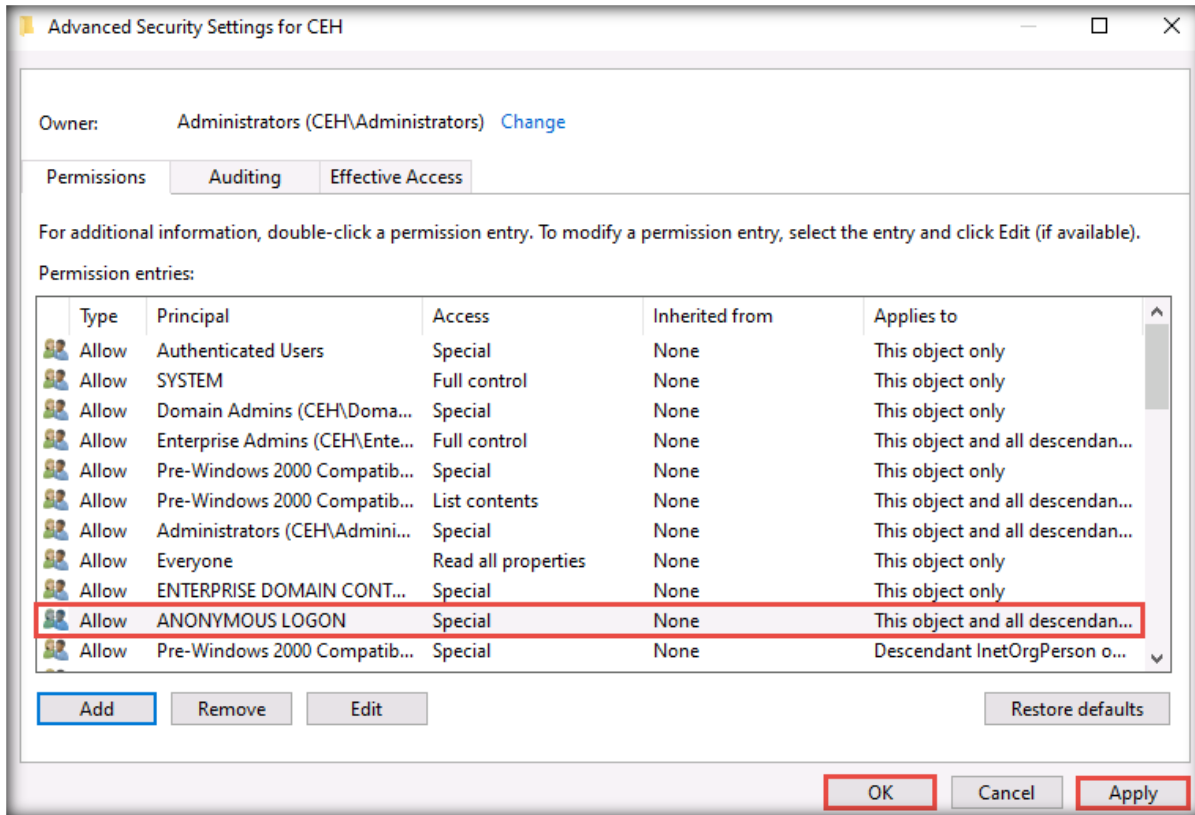 Advanced Security Settings for CEH
Owner: Administrators (CEH\Administrators) Change
Permissions Auditing Effective Access
For additional information, double-click a permission entry. To modify a permission entry, select the entry and click Edit (if available).
Permission entries:
Type Principal Access Inherited from Applies to
Allow Authenticated Users Special None This object only
Allow SYSTEM Full control None This object only
Allow Domain Admins (CEH\Doma... Special None This object only
Allow Enterprise Admins (CEH\Ente... Full control None This object and all descendan...
Allow Pre-Windows 2000 Compatib... Special None This object only
Allow Pre-Windows 2000 Compatib... List contents None This object and all descendan...
Allow Administrators (CEH\Admini... Special None This object and all descendan...
Allow Everyone Read all properties None This object only
Allow ENTERPRISE DOMAIN CONT... Special None This object only
Allow ANONYMOUS LOGON Special None This object and all descendan...
Allow Pre-Windows 2000 Compatib... Special None Descendant InetOrgPerson o...
Add Remove Edit Restore defaults
OK Cancel Apply